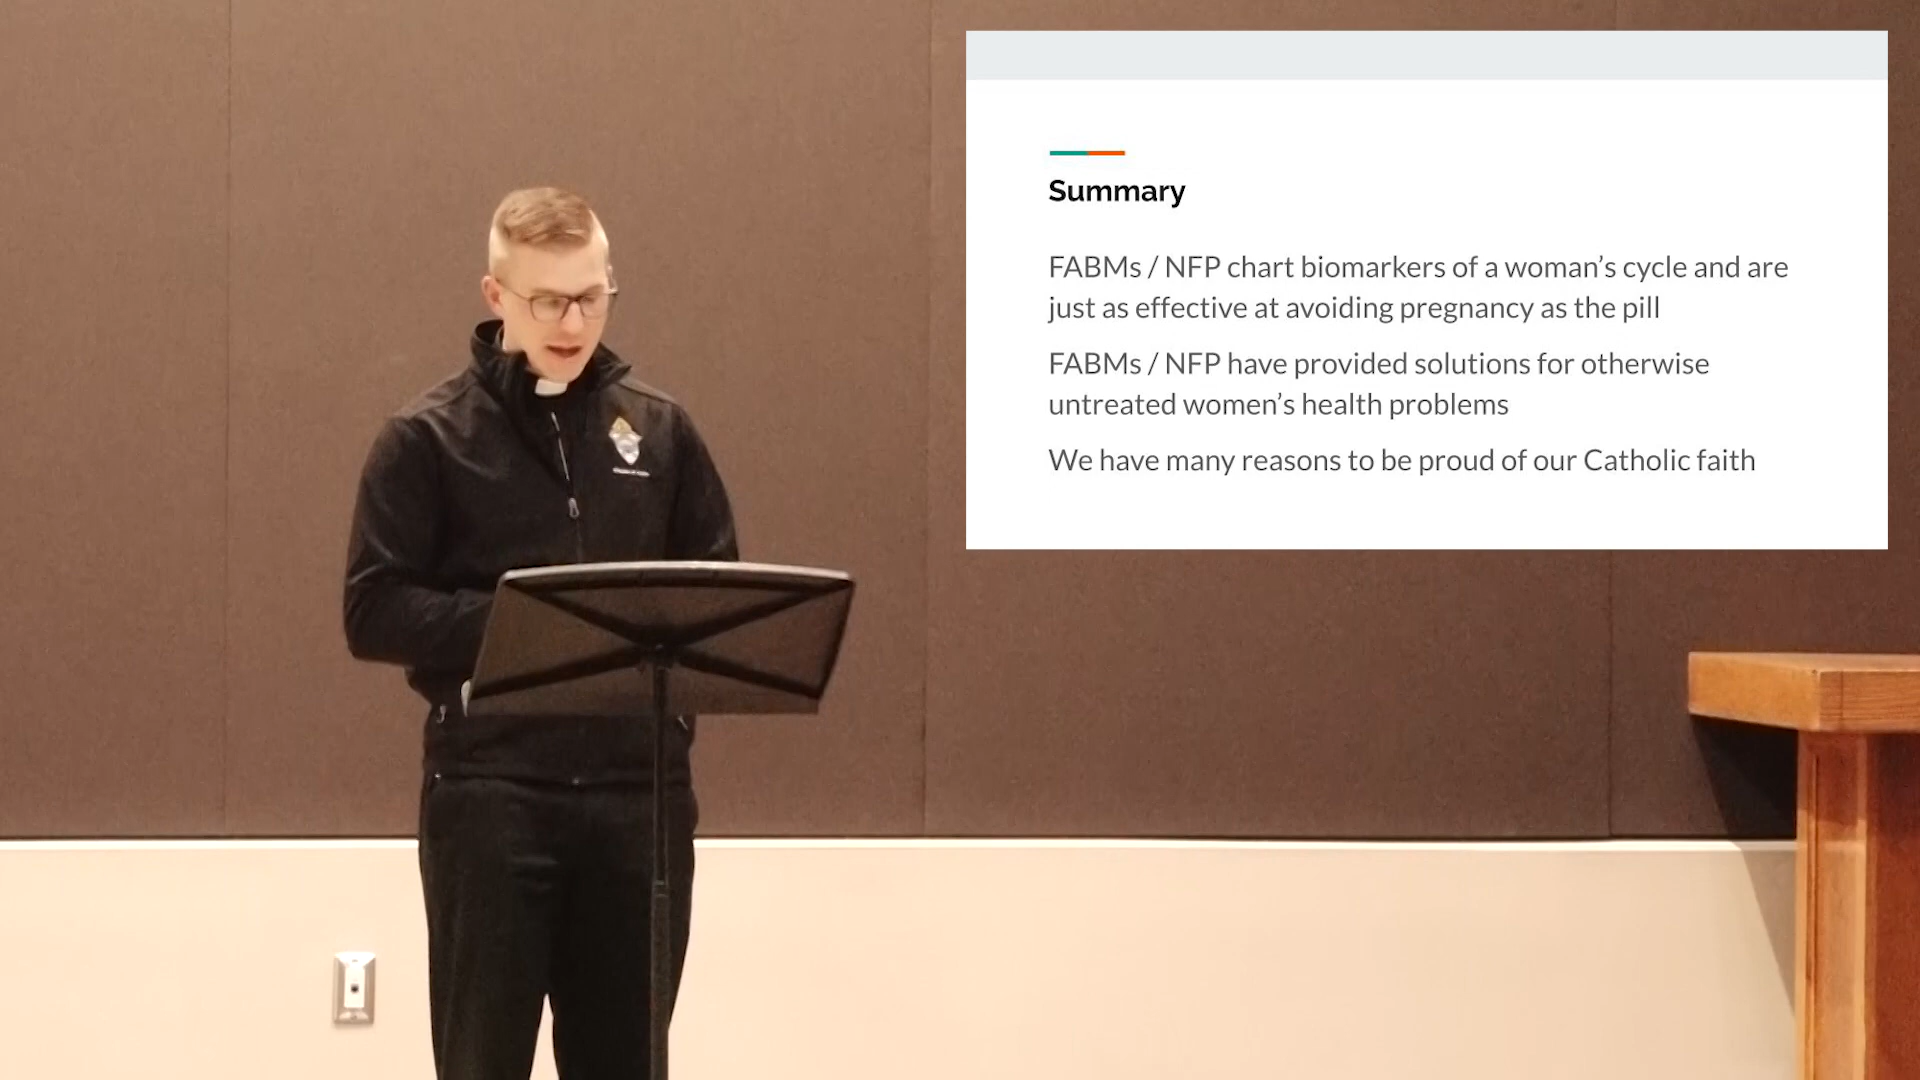 Summary
FABMs / NFP chart biomarkers of a woman’s cycle and are
just as effective at avoiding pregnancy as the pill
FABMs / NFP have provided solutions for otherwise
untreated women’s health problems
We have many reasons to be proud of our Catholic faith